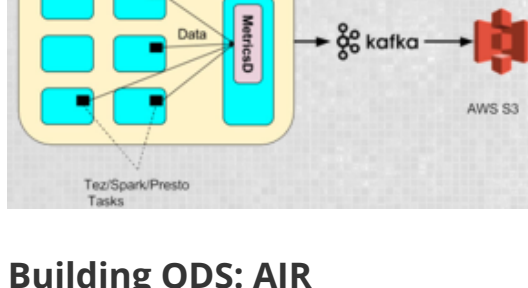 Data
MetricsD
kafka
AWS S3
Tez/Spark/Presto
Tasks
Building ODS: AIR